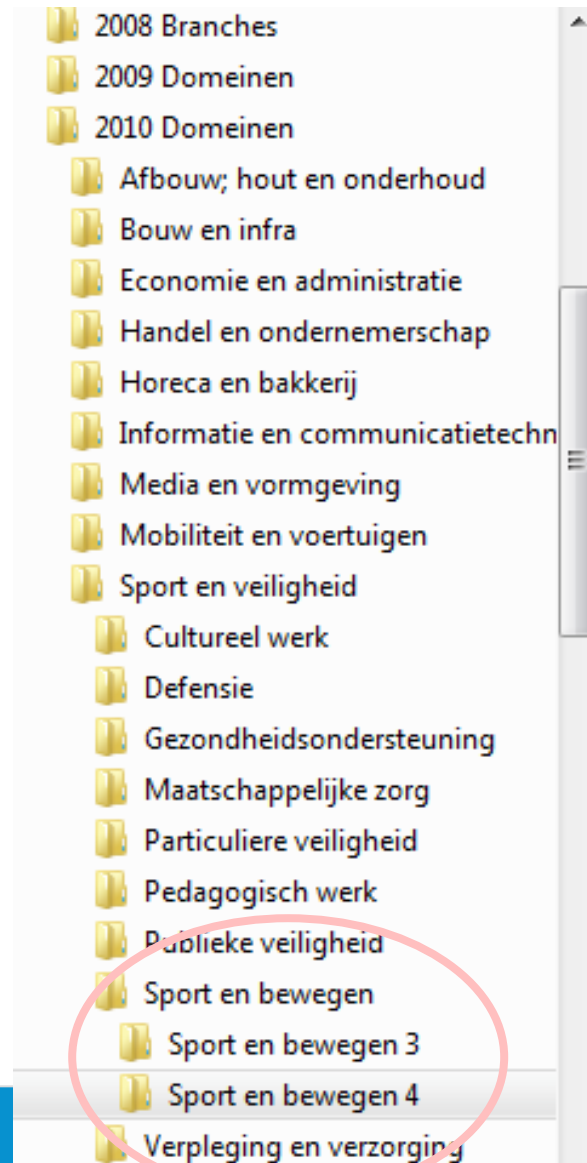 2008 Branches
2009 Domeinen
2010 Domeinen
Afbouw; hout en onderhoud
Bouw en infra
Economie en administratie
Handel en ondernemerschap
Horeca en bakkerij
Informatie en communicatietechn
Media en vormgeving
Mobiliteit en voertuigen
Sport en veiligheid
Cultureel werk
Defensie
Gezondheidsondersteuning
Maatschappelijke zorg
Particuliere veiligheid
Pedagogisch werk
Publieke veiligheid
Sport en bewegen
Sport en bewegen 3
Sport en bewegen 4
Verpleging en verzorging